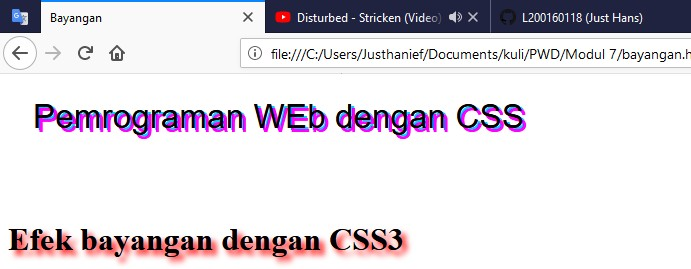 Bayangan
Disturbed - Stricken (Video)
L200160118 (Just Hans)
file:///C:/Users/Justhanief/Documents/kuli/PWD/Modul 7/bayangan.h
Pemrograman WEb dengan CSS
Efek bayangan dengan CSS3